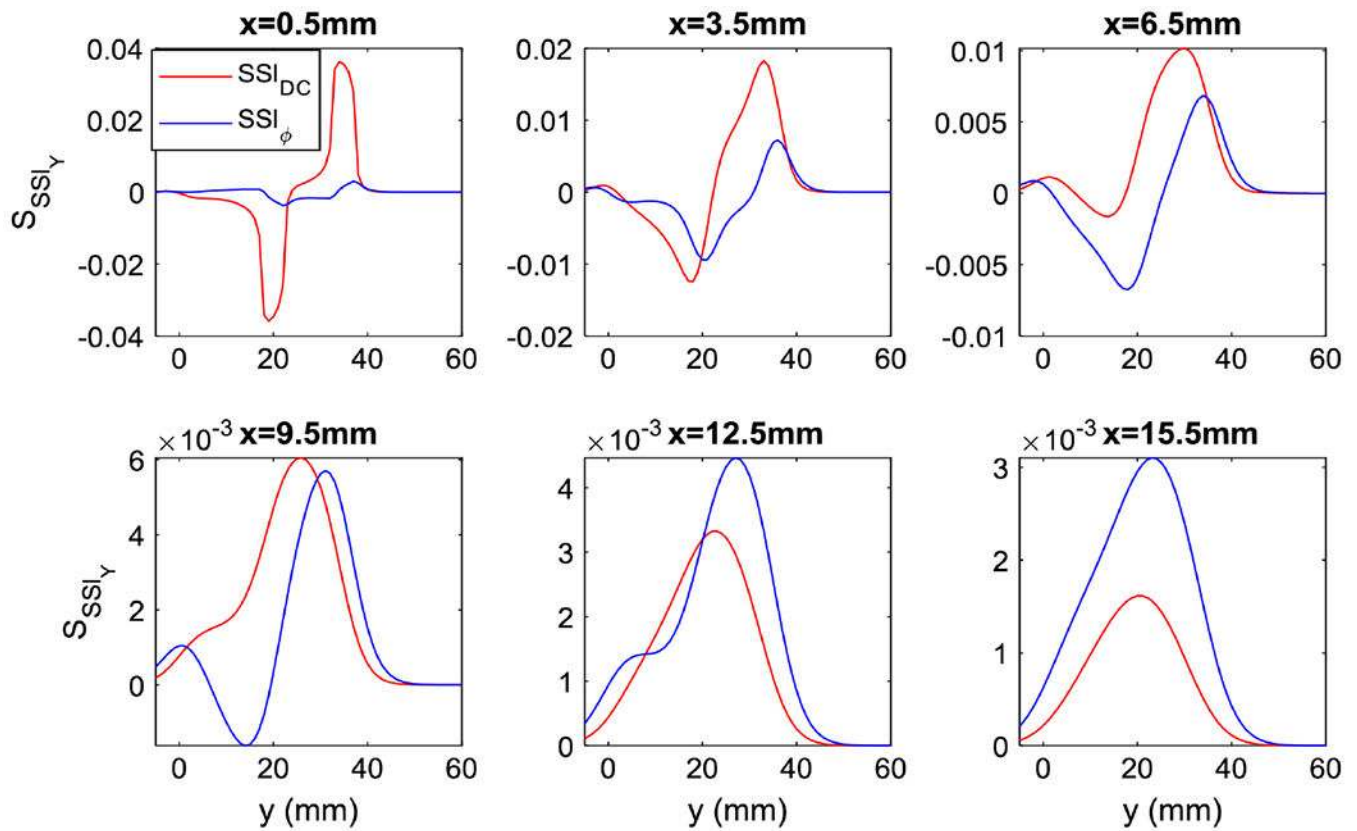 x=0.5mm
x=3.5mm
x=6.5mm
0.04
0.02
0
-0.02
-0.04
SSI_DC
SSI_ϕ
S_SSI_Y
0 20 40 60
0.02
0.01
0
-0.01
-0.02
0 20 40 60
0.01
0.005
0
-0.005
-0.01
0 20 40 60
×10^-3 x=9.5mm
×10^-3 x=12.5mm
×10^-3 x=15.5mm
6
4
2
0
S_SSI_Y
0 20 40 60
y (mm)
4
3
2
1
0
0 20 40 60
y (mm)
3
2
1
0
0 20 40 60
y (mm)